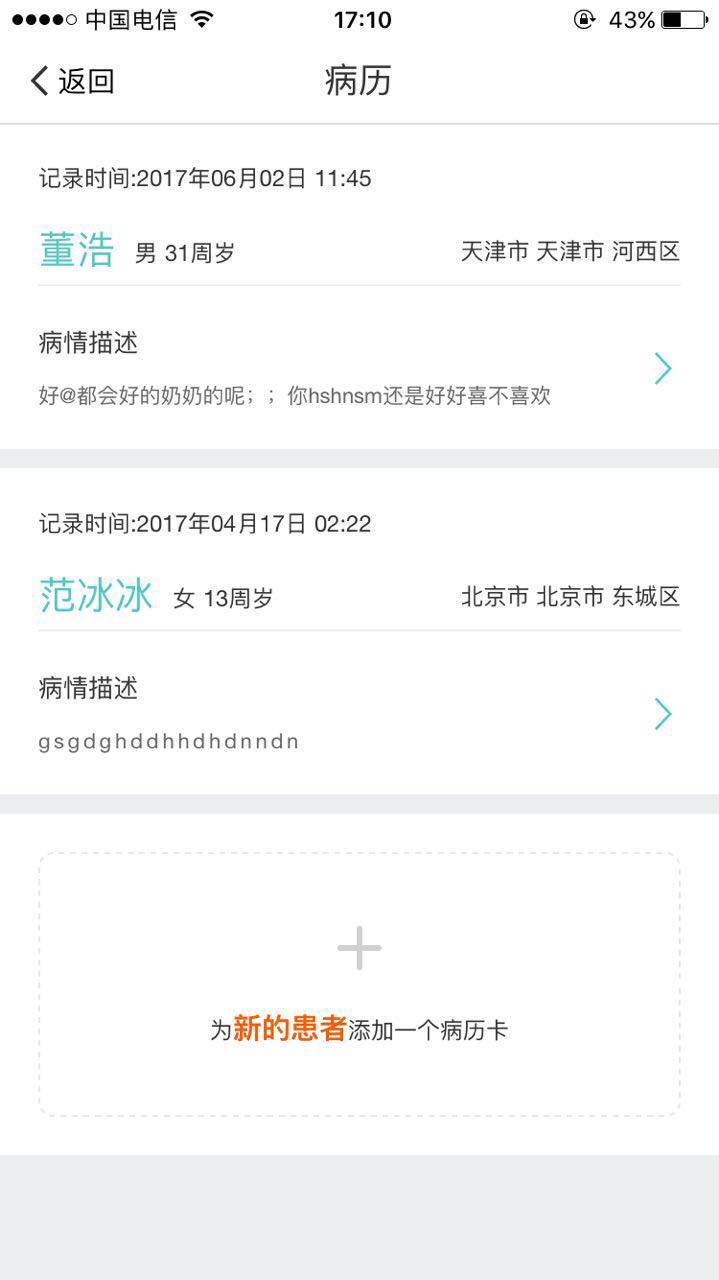 中国电信 17:10 43%
返回 病历
记录时间:2017年06月02日 11:45
董浩 男 31周岁 天津市 天津市 河西区
病情描述
好@都会好的奶奶的呢；；你hshnsm还是好好喜不喜欢
记录时间:2017年04月17日 02:22
范冰冰 女 13周岁 北京市 北京市 东城区
病情描述
gsgdghddhhdhdnndn
为新的患者添加一个病历卡